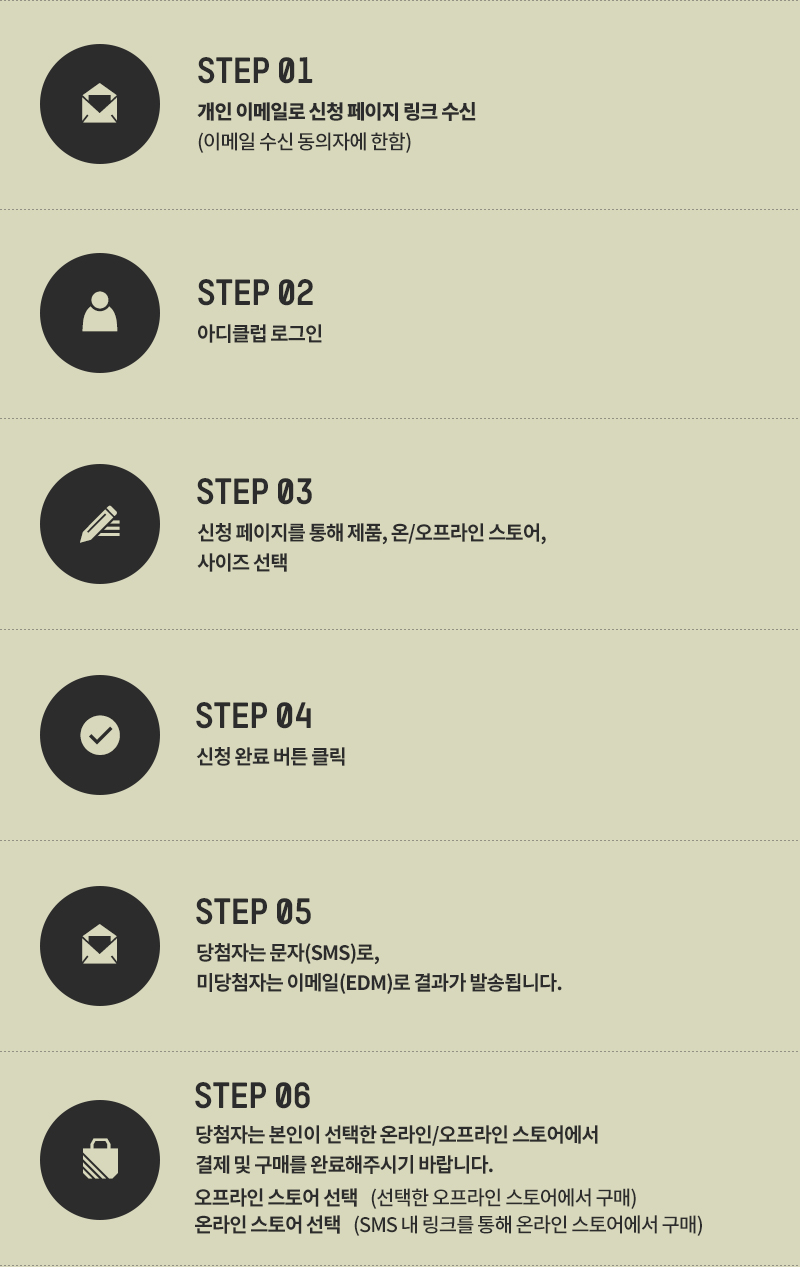 STEP 01
개인 이메일로 신청 페이지 링크 수신
(이메일 수신 동의자에 한함)
STEP 02
아디클럽 로그인
STEP 03
신청 페이지를 통해 제품, 온/오프라인 스토어,
사이즈 선택
STEP 04
신청 완료 버튼 클릭
STEP 05
당첨자는 문자(SMS)로,
미당첨자는 이메일(EDM)로 결과가 발송됩니다.
STEP 06
당첨자는 본인이 선택한 온라인/오프라인 스토어에서
결제 및 구매를 완료해주시기 바랍니다.
오프라인 스토어 선택 (선택한 오프라인 스토어에서 구매)
온라인 스토어 선택 (SMS 내 링크를 통해 온라인 스토어에서 구매)